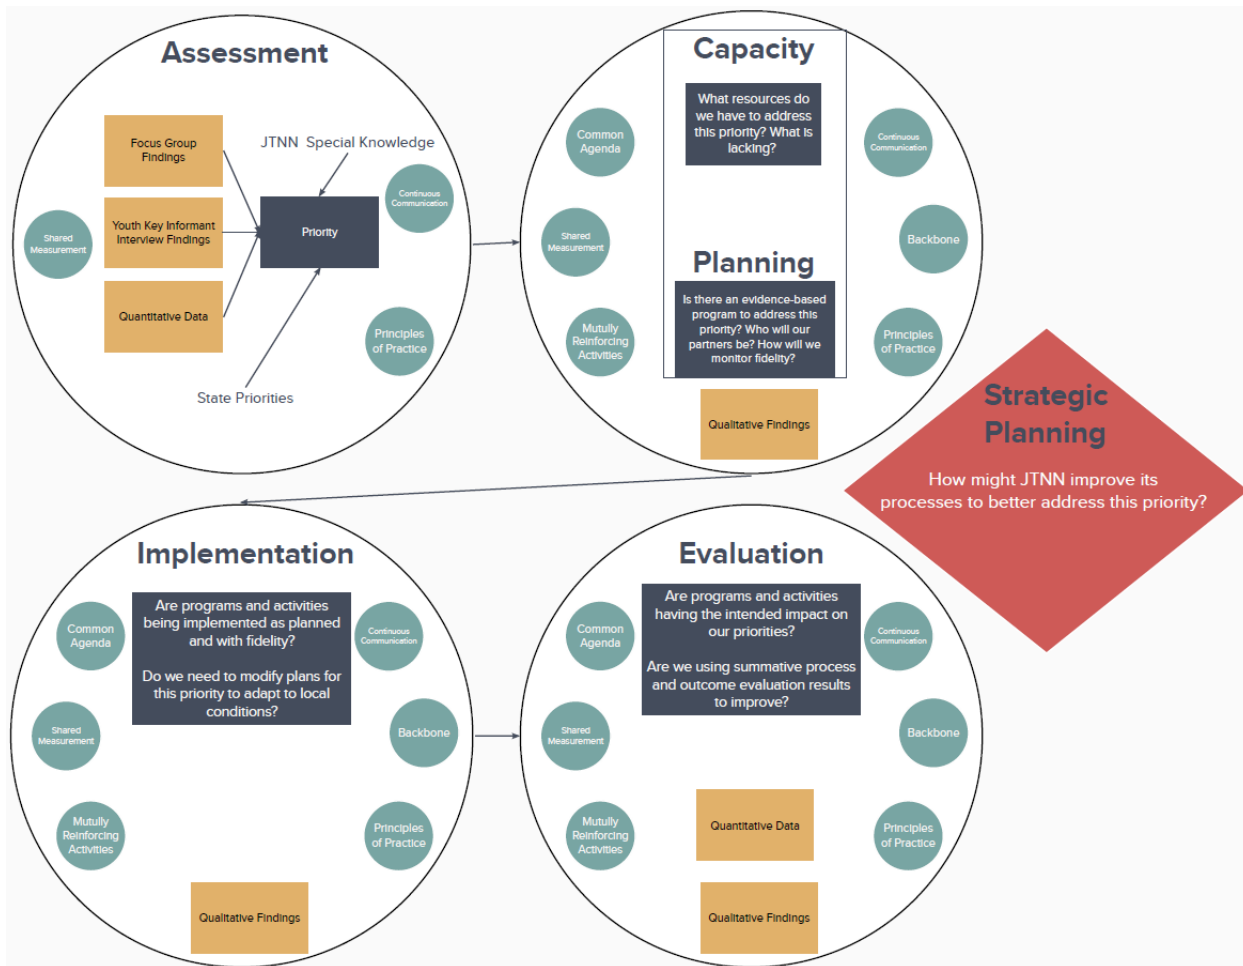 Assessment
Focus Group
Findings
JTNN  Special Knowledge
Youth Key Informant
Interview Findings
Priority
Continuous
Communication
Shared
Measurement
Quantitative Data
Principles
of Practice
State Priorities
Capacity
What resources do
we have to address
this priority? What is
lacking?
Common
Agenda
Continuous
Communication
Shared
Measurement
Backbone
Planning
Is there an evidence-based
program to address this
priority? Who will our
partners be? How will we
monitor fidelity?
Mutully
Reinforcing
Activities
Principles
of Practice
Qualitative Findings
Strategic
Planning
How might JTNN improve its
processes to better address this priority?
Implementation
Are programs and activities
being implemented as planned
and with fidelity?
Do we need to modify plans for
this priority to adapt to local
conditions?
Common
Agenda
Continuous
Communication
Shared
Measurement
Backbone
Mutully
Reinforcing
Activities
Principles
of Practice
Qualitative Findings
Evaluation
Are programs and activities
having the intended impact on
our priorities?
Are we using summative process
and outcome evaluation results
to improve?
Common
Agenda
Continuous
Communication
Shared
Measurement
Backbone
Mutully
Reinforcing
Activities
Quantitative Data
Principles
of Practice
Qualitative Findings